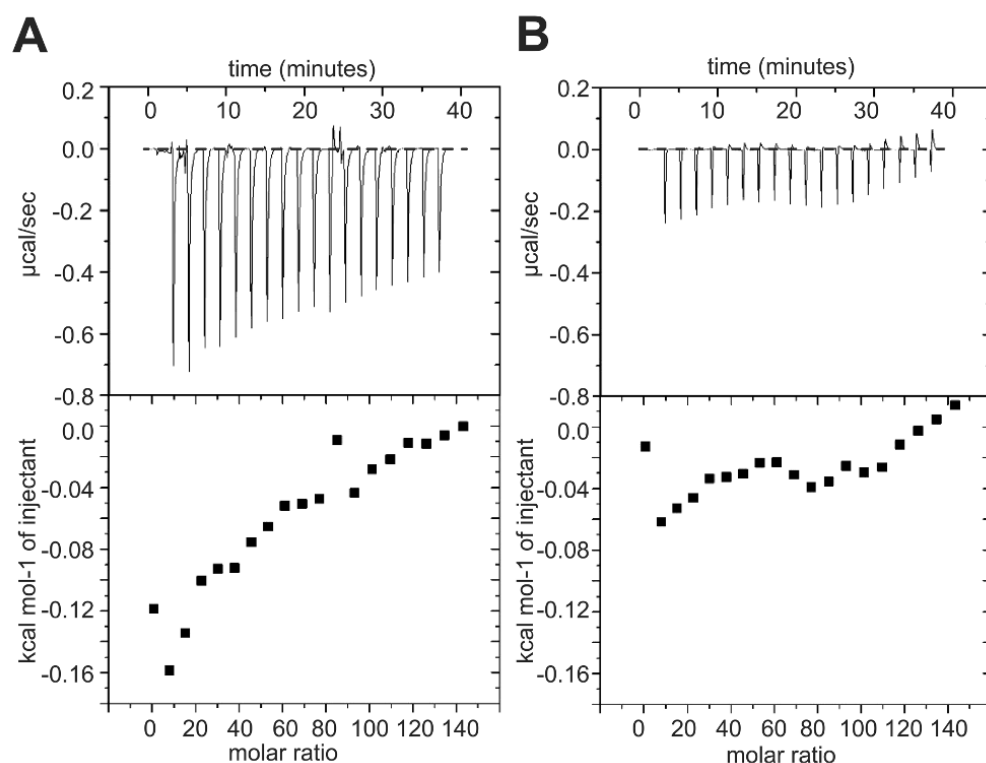 A
time (minutes)
0 10 20 30 40
0.2
0.0
-0.2
-0.4
-0.6
-0.8
µcal/sec
0.0
-0.04
-0.08
-0.12
-0.16
kcal mol-1 of injectant
0 20 40 60 80 100 120 140
molar ratio
B
time (minutes)
0 10 20 30 40
0.2
0.0
-0.2
-0.4
-0.6
-0.8
µcal/sec
0.0
-0.04
-0.08
-0.12
-0.16
kcal mol-1 of injectant
0 20 40 60 80 100 120 140
molar ratio